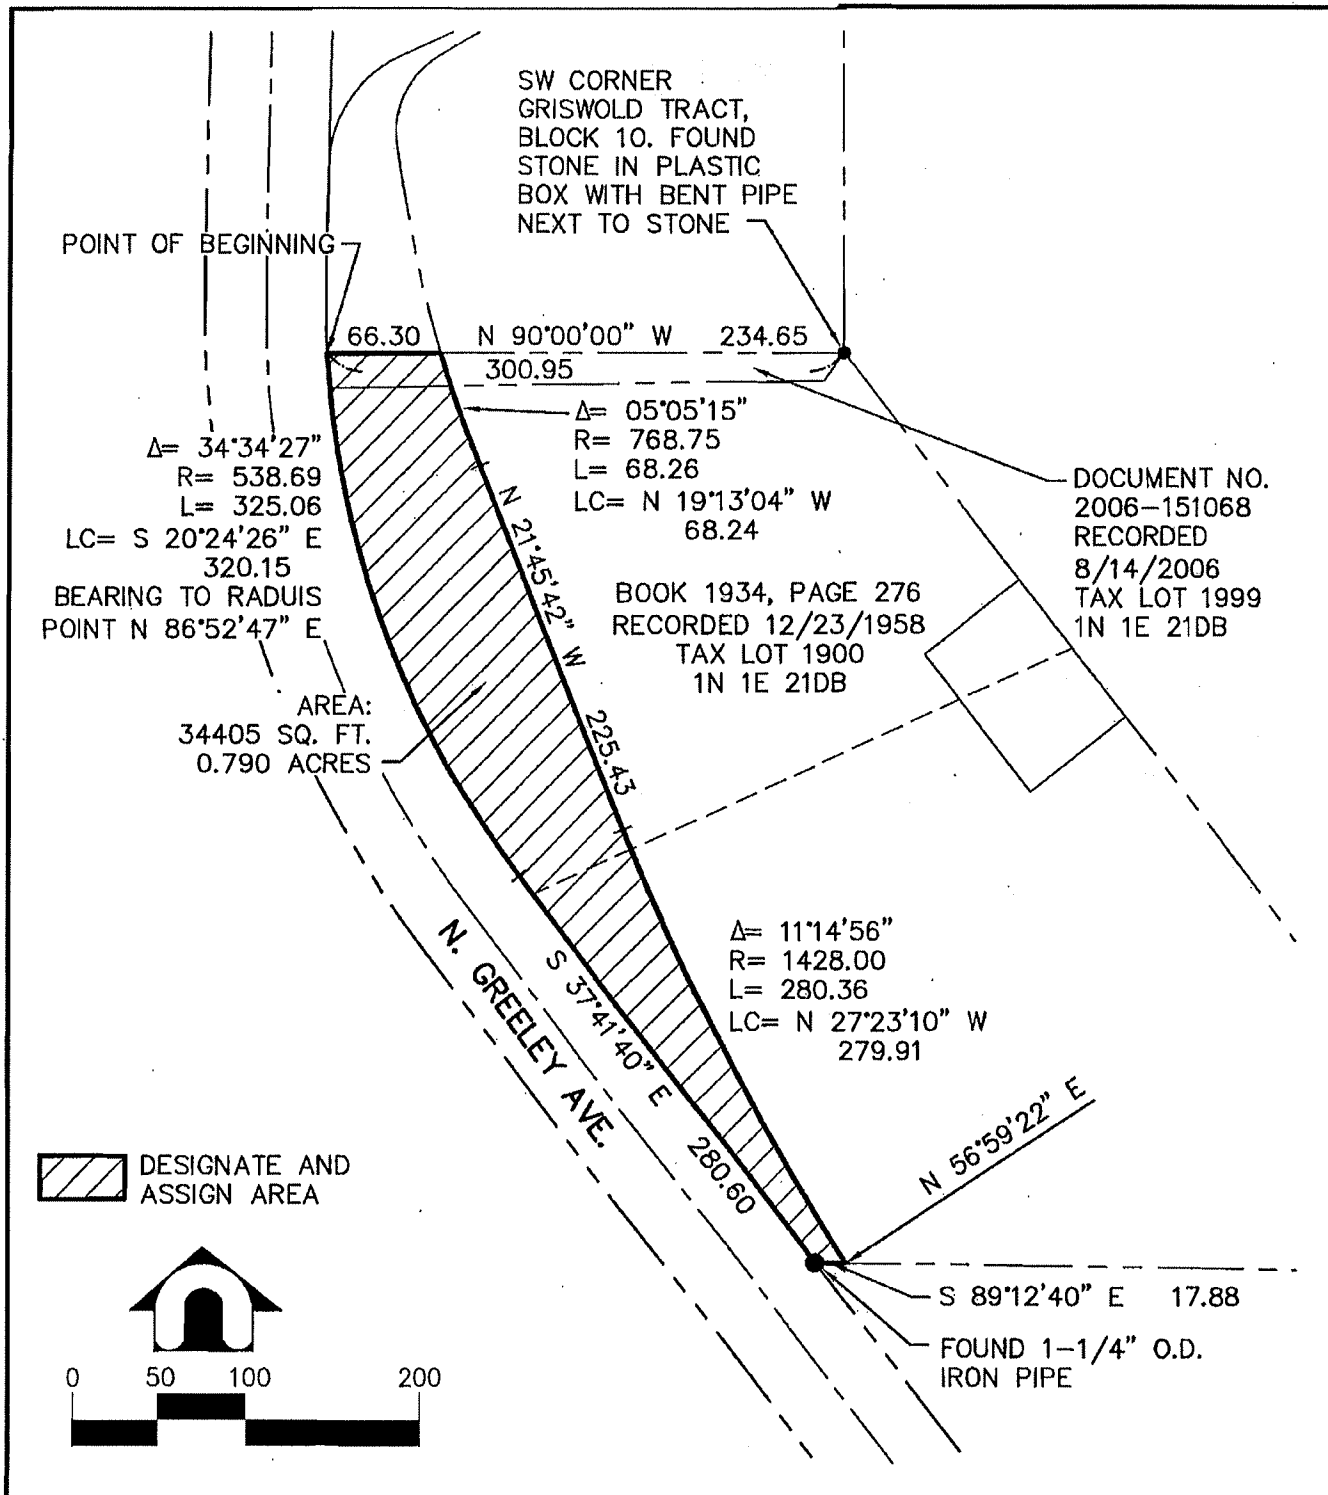 SW CORNER
GRISWOLD TRACT,
BLOCK 10. FOUND
STONE IN PLASTIC
BOX WITH BENT PIPE
NEXT TO STONE
POINT OF BEGINNING
66.30 N 90°00'00" W 234.65
300.95
Δ= 05°05'15"
R= 768.75
L= 68.26
LC= N 19°13'04" W
68.24
Δ= 34°34'27"
R= 538.69
L= 325.06
LC= S 20°24'26" E
320.15
BEARING TO RADUIS
POINT N 86°52'47" E
DOCUMENT NO.
2006-151068
RECORDED
8/14/2006
TAX LOT 1999
1N 1E 21DB
N 21°45'42" W 225.43
BOOK 1934, PAGE 276
RECORDED 12/23/1958
TAX LOT 1900
1N 1E 21DB
AREA:
34405 SQ. FT.
0.790 ACRES
Δ= 11°14'56"
R= 1428.00
L= 280.36
LC= N 27°23'10" W
279.91
N. GREELEY AVE.
S 37°41'40" E 280.60
N 56°59'22" E
DESIGNATE AND
ASSIGN AREA
S 89°12'40" E 17.88
FOUND 1-1/4" O.D.
IRON PIPE
0 50 100 200